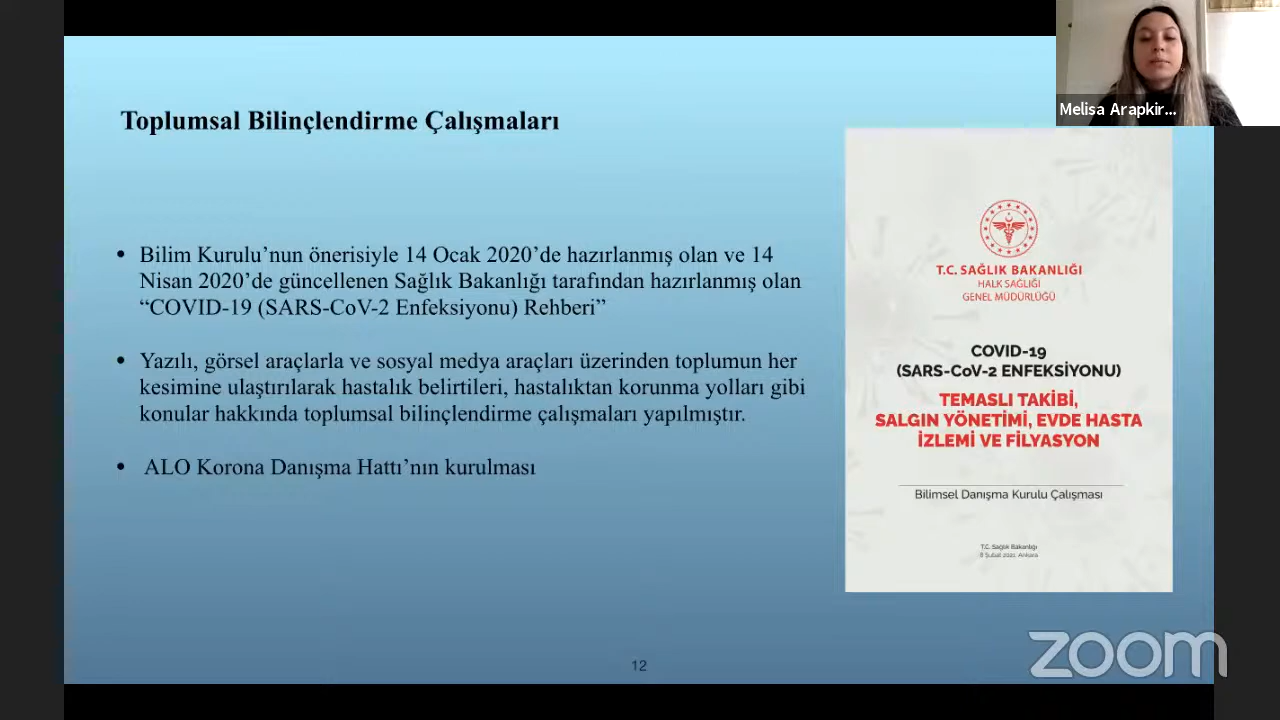 Melisa Arapkir...
Toplumsal Bilinçlendirme Çalışmaları
• Bilim Kurulu’nun önerisiyle 14 Ocak 2020’de hazırlanmış olan ve 14
Nisan 2020’de güncellenen Sağlık Bakanlığı tarafından hazırlanmış olan
“COVID-19 (SARS-CoV-2 Enfeksiyonu) Rehberi”
• Yazılı, görsel araçlarla ve sosyal medya araçları üzerinden toplumun her
kesimine ulaştırılarak hastalık belirtileri, hastalıktan korunma yolları gibi
konular hakkında toplumsal bilinçlendirme çalışmaları yapılmıştır.
• ALO Korona Danışma Hattı’nın kurulması
T.C. SAĞLIK BAKANLIĞI
HALK SAĞLIĞI
GENEL MÜDÜRLÜĞÜ
COVID-19
(SARS-CoV-2 ENFEKSİYONU)
TEMASLI TAKİBİ,
SALGIN YÖNETİMİ, EVDE HASTA
İZLEMİ VE FİLYASYON
Bilimsel Danışma Kurulu Çalışması
T.C. Sağlık Bakanlığı
Şubat Ankara
12
zoom